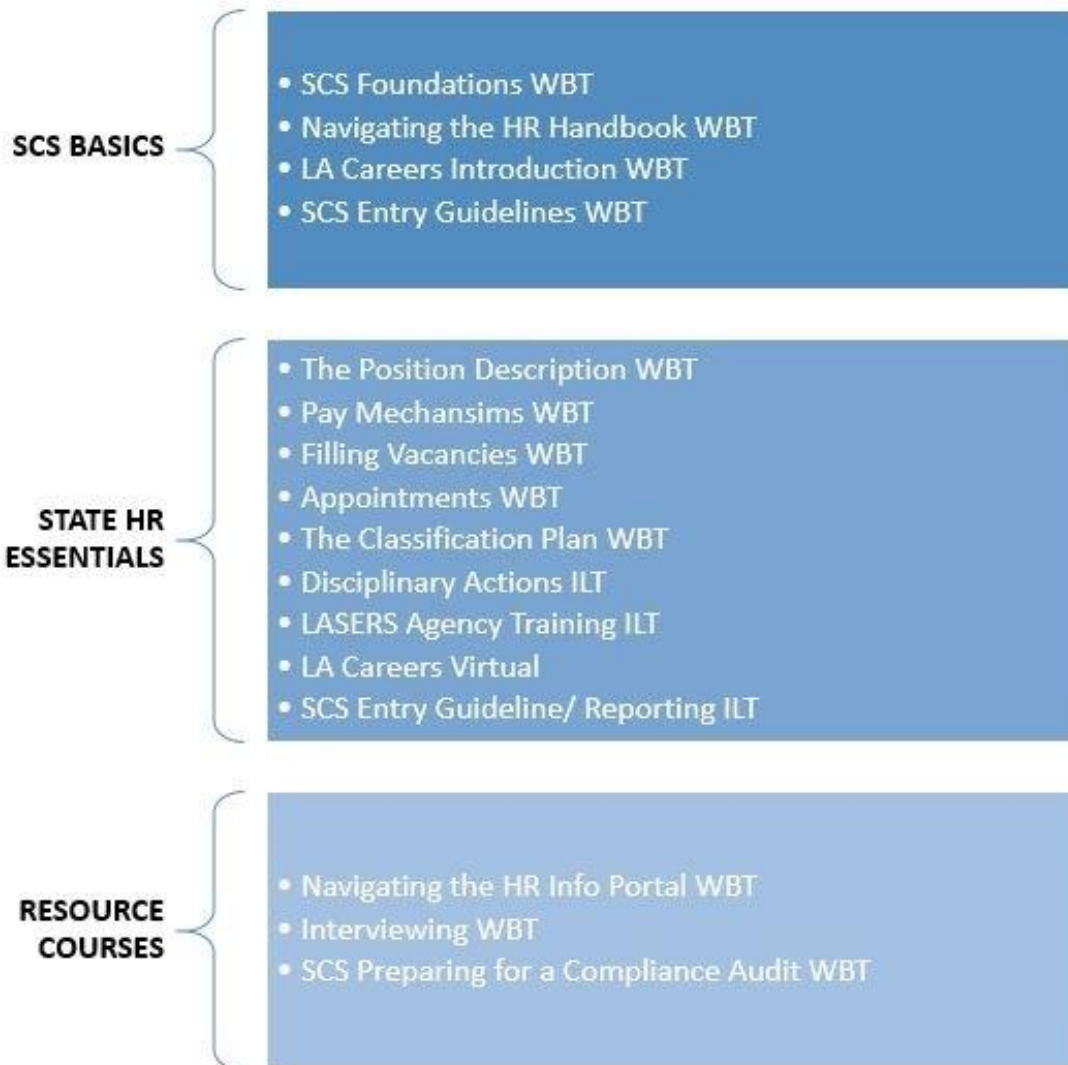 SCS BASICS
• SCS Foundations WBT
• Navigating the HR Handbook WBT
• LA Careers Introduction WBT
• SCS Entry Guidelines WBT
STATE HR
ESSENTIALS
• The Position Description WBT
• Pay Mechansims WBT
• Filling Vacancies WBT
• Appointments WBT
• The Classification Plan WBT
• Disciplinary Actions ILT
• LASERS Agency Training ILT
• LA Careers Virtual
• SCS Entry Guideline/ Reporting ILT
RESOURCE
COURSES
• Navigating the HR Info Portal WBT
• Interviewing WBT
• SCS Preparing for a Compliance Audit WBT